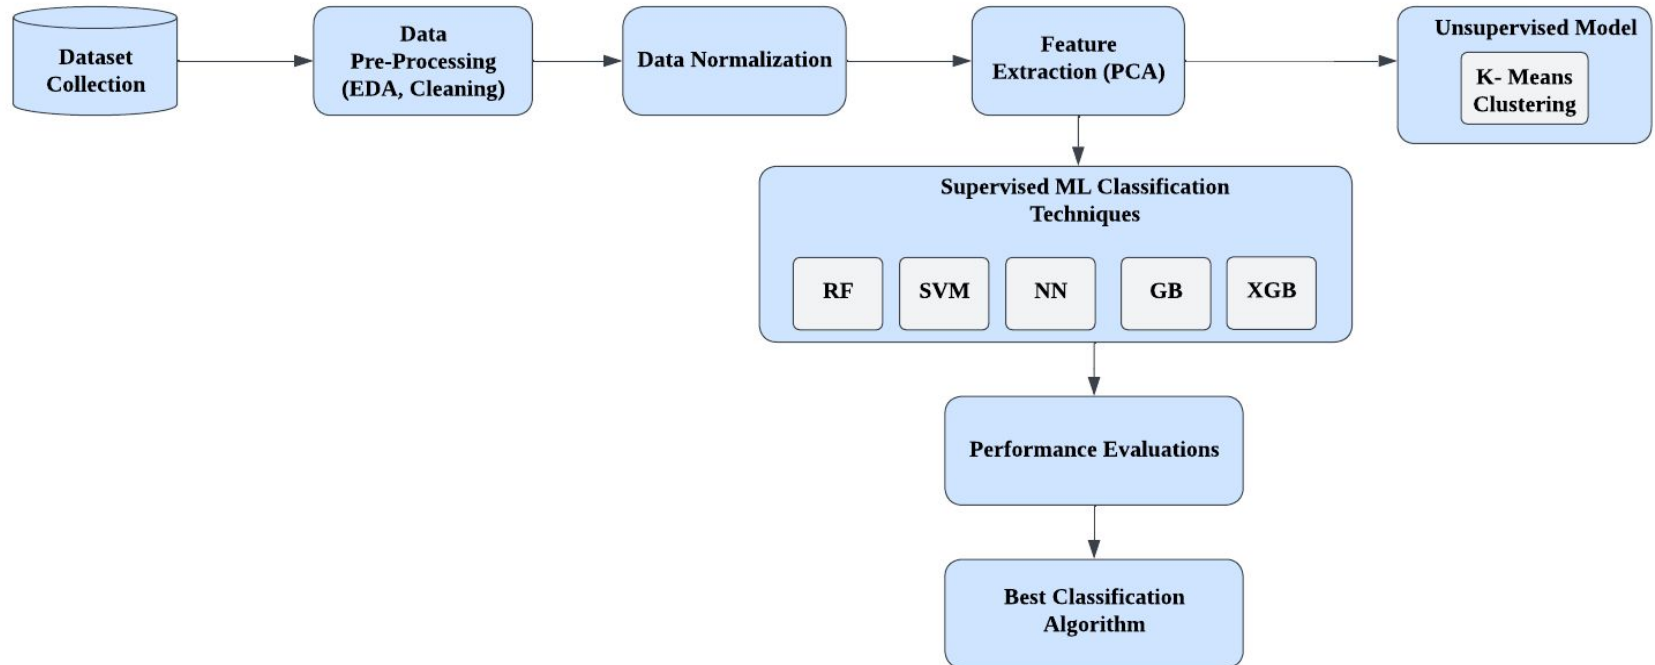 Dataset
Collection
Data
Pre-Processing
(EDA, Cleaning)
Data Normalization
Feature
Extraction (PCA)
Unsupervised Model
K- Means
Clustering
Supervised ML Classification
Techniques
RF
SVM
NN
GB
XGB
Performance Evaluations
Best Classification
Algorithm